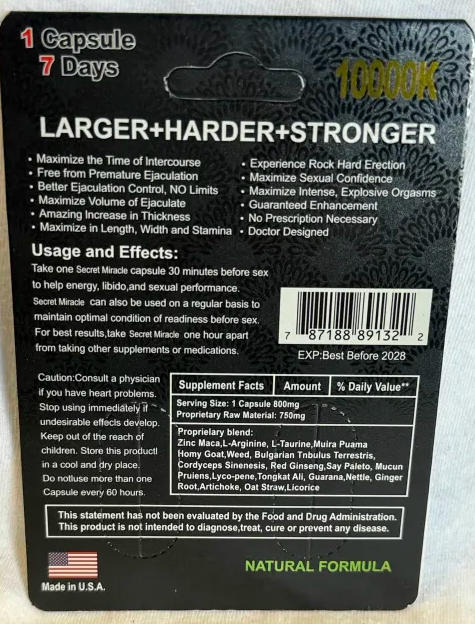 1 Capsule
7 Days
10000K
LARGER+HARDER+STRONGER
• Maximize the Time of Intercourse
• Free from Premature Ejaculation
• Better Ejaculation Control, NO Limits
• Maximize Volume of Ejaculate
• Amazing Increase in Thickness
• Maximize in Length, Width and Stamina
• Experience Rock Hard Erection
• Maximize Sexual Confidence
• Maximize Intense, Explosive Orgasms
• Guaranteed Enhancement
• No Prescription Necessary
• Doctor Designed
Usage and Effects:
Take one Secret Miracle capsule 30 minutes before sex
to help energy, libido,and sexual performance.
Secret Miracle can also be used on a regular basis to
maintain optimal condition of readiness before sex.
For best results,take Secret Miracle one hour apart
from taking other supplements or medications.
7 87188 89132 2
EXP:Best Before 2028
Caution:Consult a physician
if you have heart problems.
Stop using immediately if
undesirable effects develop.
Keep out of the reach of
children. Store this productl
in a cool and dry place.
Do notluse more than one
Capsule every 60 hours.
Supplement Facts Amount % Daily Value**
Serving Size: 1 Capsule 800mg
Proprietary Raw Material: 750mg
Proprielary blend:
Zinc Maca,L-Arginine, L-Taurine,Muira Puama
Homy Goat,Weed, Bulgarian Tnbulus Terrestris,
Cordyceps Sinenesis, Red Ginseng,Say Paleto, Mucun
Pruiens,Lyco-pene,Tongkat Ali, Guarana,Nettle, Ginger
Root,Artichoke, Oat Straw,Licorice
This statement has not been evaluated by the Food and Drug Administration.
This product is not intended to diagnose,treat, cure or prevent any disease.
NATURAL FORMULA
Made in U.S.A.